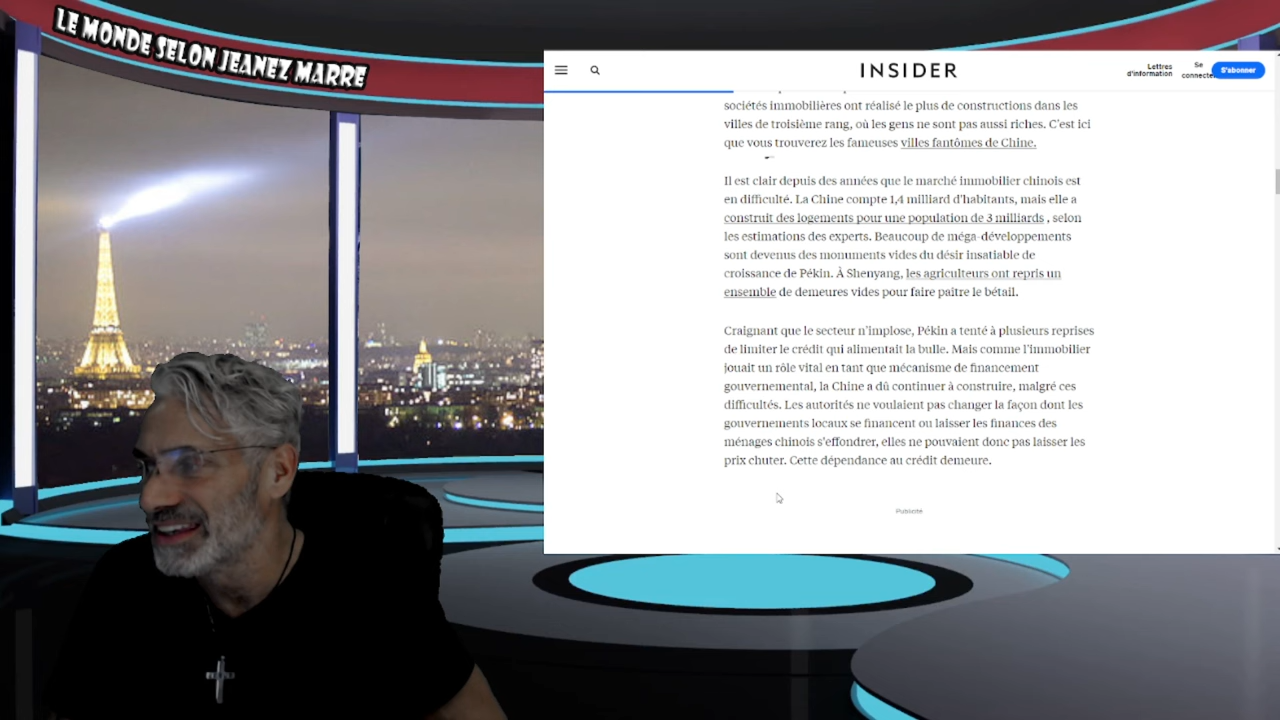 LE MONDE SELON JEANEZ MARRE
INSIDER
Lettres
d'information
Se
connecter
S'abonner
sociétés immobilières ont réalisé le plus de constructions dans les
villes de troisième rang, où les gens ne sont pas aussi riches. C'est ici
que vous trouverez les fameuses villes fantômes de Chine.
Il est clair depuis des années que le marché immobilier chinois est
en difficulté. La Chine compte 1,4 milliard d'habitants, mais elle a
construit des logements pour une population de 3 milliards , selon
les estimations des experts. Beaucoup de méga-développements
sont devenus des monuments vides du désir insatiable de
croissance de Pékin. À Shenyang, les agriculteurs ont repris un
ensemble de demeures vides pour faire paître le bétail.
Craignant que le secteur n'implose, Pékin a tenté à plusieurs reprises
de limiter le crédit qui alimentait la bulle. Mais comme l'immobilier
jouait un rôle vital en tant que mécanisme de financement
gouvernemental, la Chine a dû continuer à construire, malgré ces
difficultés. Les autorités ne voulaient pas changer la façon dont les
gouvernements locaux se financent ou laisser les finances des
ménages chinois s'effondrer, elles ne pouvaient donc pas laisser les
prix chuter. Cette dépendance au crédit demeure.
Publicité